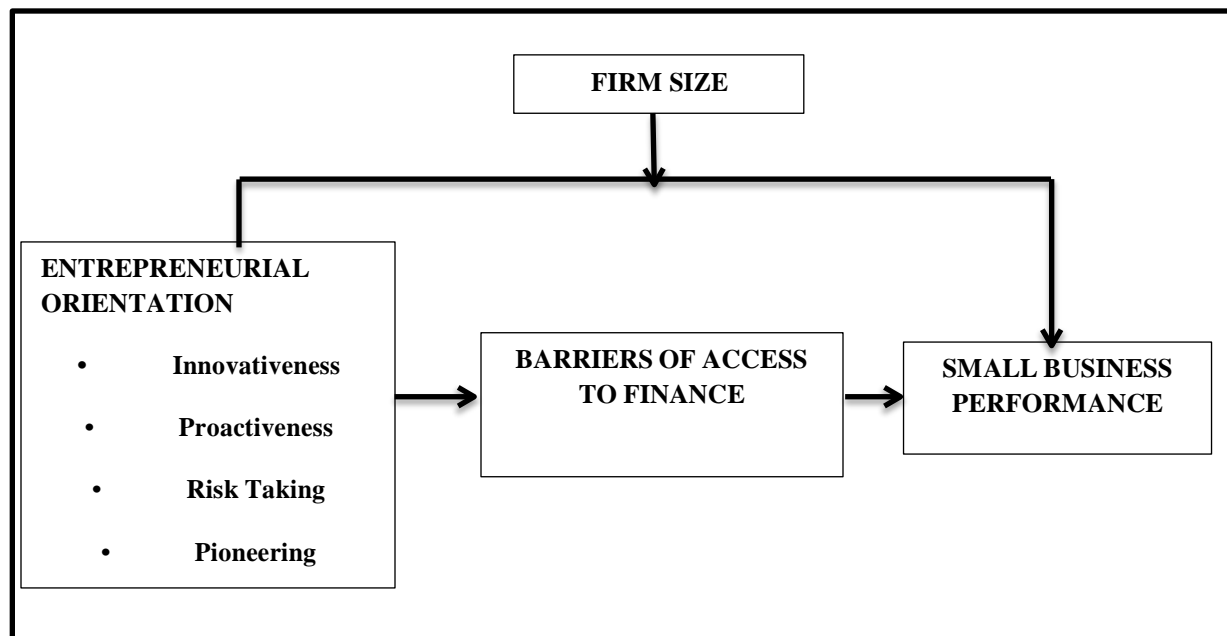 FIRM SIZE
ENTREPRENEURIAL
ORIENTATION
• Innovativeness
• Proactiveness
• Risk Taking
• Pioneering
BARRIERS OF ACCESS
TO FINANCE
SMALL BUSINESS
PERFORMANCE